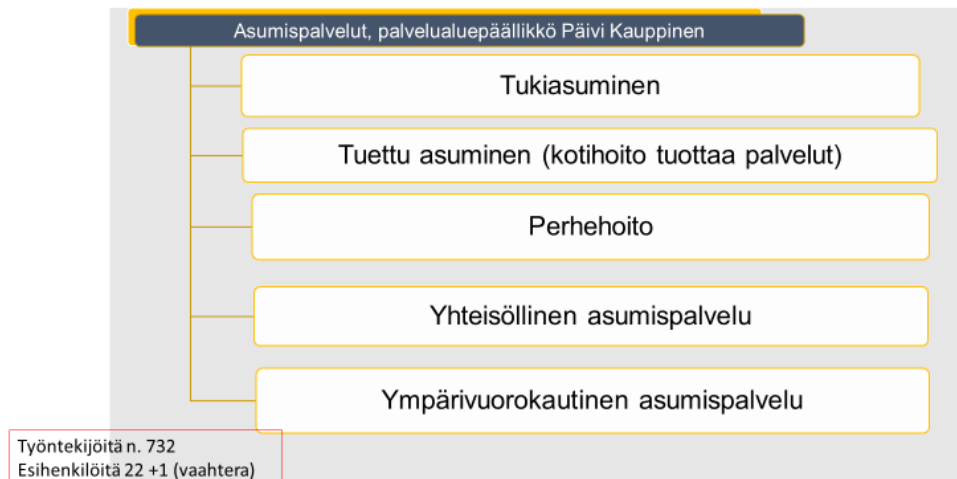 Asumispalvelut, palvelualuepäällikkö Päivi Kauppinen
Tukiasuminen
Tuettu asuminen (kotihoito tuottaa palvelut)
Perhehoito
Yhteisöllinen asumispalvelu
Ympärivuorokautinen asumispalvelu
Työntekijöitä n. 732
Esihenkilöitä 22 +1 (vaahtera)